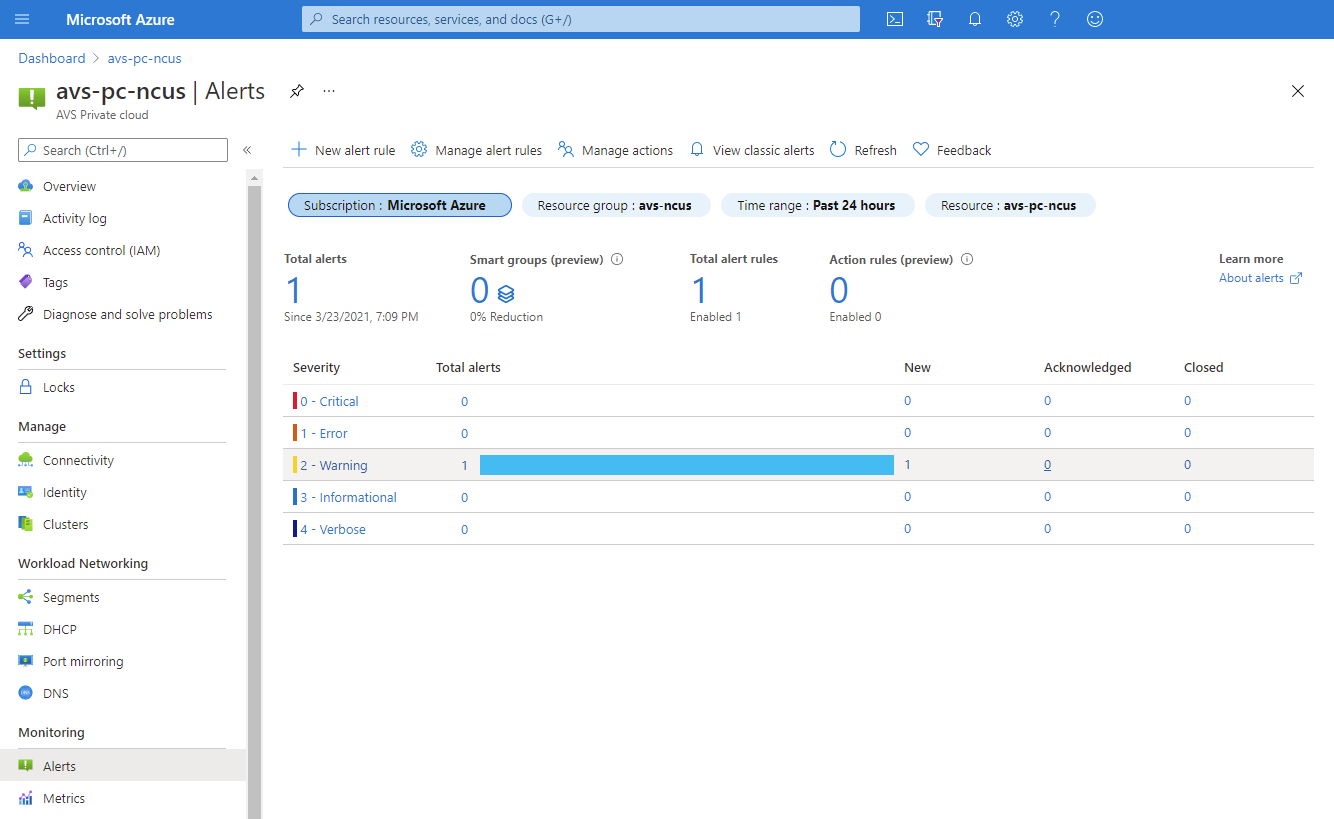 Microsoft Azure
Search resources, services, and docs (G+/)
Dashboard > avs-pc-ncus
avs-pc-ncus | Alerts ...
AVS Private cloud
Search (Ctrl+/) «
Overview
Activity log
Access control (IAM)
Tags
Diagnose and solve problems
Settings
Locks
Manage
Connectivity
Identity
Clusters
Workload Networking
Segments
DHCP
Port mirroring
DNS
Monitoring
Alerts
Metrics
New alert rule Manage alert rules Manage actions View classic alerts Refresh Feedback
Subscription : Microsoft Azure Resource group : avs-ncus Time range : Past 24 hours Resource : avs-pc-ncus
Total alerts
1
Since 3/23/2021, 7:09 PM
Smart groups (preview)
0
0% Reduction
Total alert rules
1
Enabled 1
Action rules (preview)
0
Enabled 0
Learn more
About alerts
Severity Total alerts New Acknowledged Closed
0 - Critical 0 0 0 0
1 - Error 0 0 0 0
2 - Warning 1 1 0 0
3 - Informational 0 0 0 0
4 - Verbose 0 0 0 0